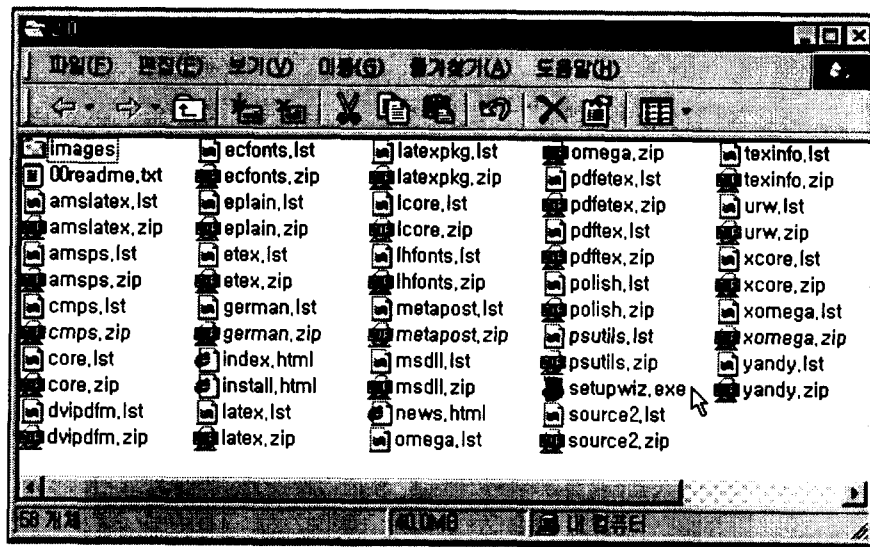 2.0
파일(F) 편집(E) 보기(V) 이동(G) 즐겨찾기(A) 도움말(H)
images ecfonts.lst latexpkg.lst omega.zip texinfo.lst
00readme.txt ecfonts.zip latexpkg.zip pdfetex.lst texinfo.zip
amslatex.lst eplain.lst lcore.lst pdfetex.zip urw.lst
amslatex.zip eplain.zip lcore.zip pdftex.lst urw.zip
amsps.lst etex.lst lhfonts.lst pdftex.zip xcore.lst
amsps.zip etex.zip lhfonts.zip polish.lst xcore.zip
cmps.lst german.lst metapost.lst polish.zip xomega.lst
cmps.zip german.zip metapost.zip psutils.lst xomega.zip
core.lst index.html msdll.lst psutils.zip yandy.lst
core.zip install.html msdll.zip setupwiz.exe yandy.zip
dvipdfm.lst latex.lst news.html source2.lst
dvipdfm.zip latex.zip omega.lst source2.zip
58 개체 40.0MB 내 컴퓨터